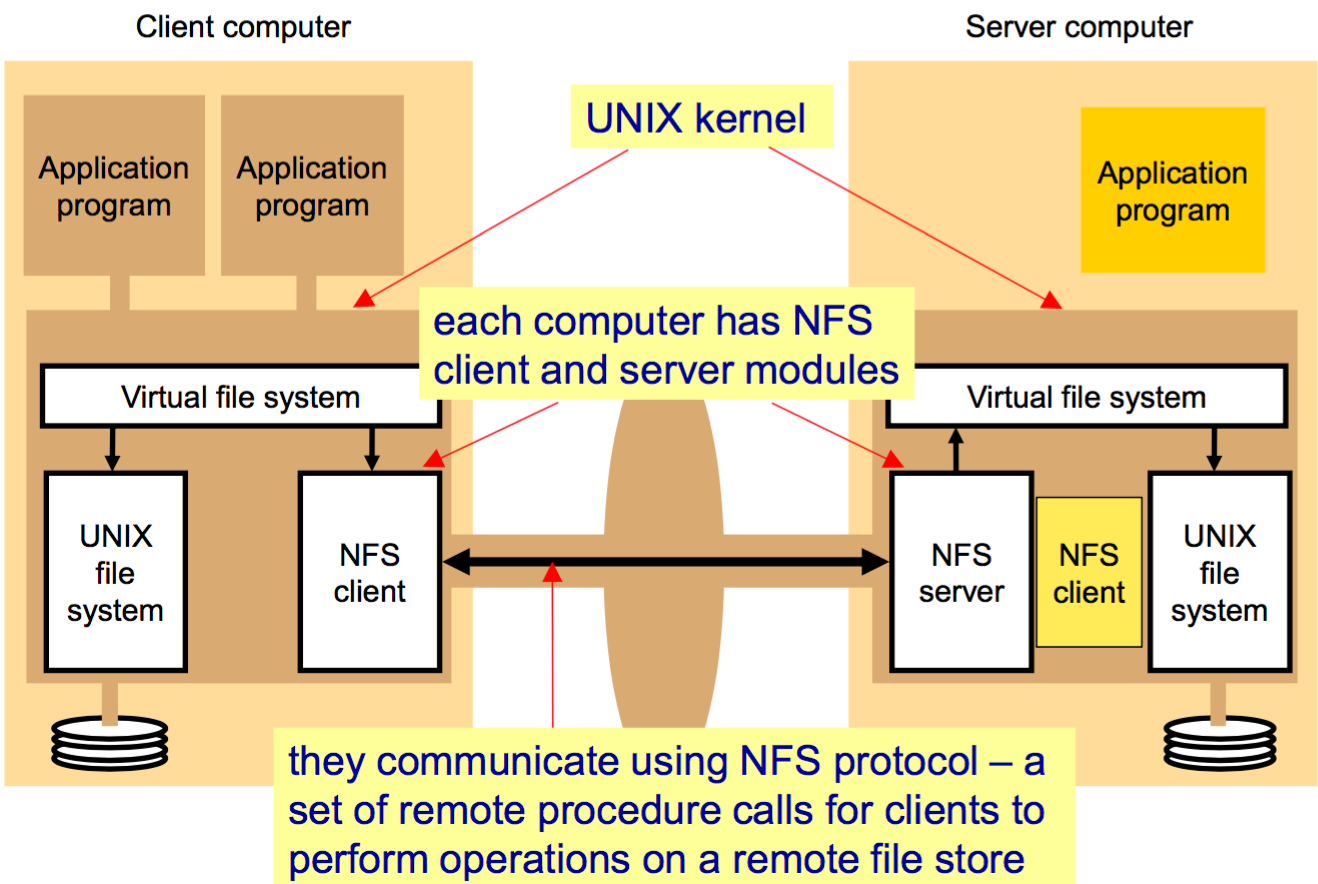 Client computer
Server computer
UNIX kernel
Application
program
Application
program
Application
program
each computer has NFS
client and server modules
Virtual file system
Virtual file system
UNIX
file
system
NFS
client
NFS
server
NFS
client
UNIX
file
system
they communicate using NFS protocol – a
set of remote procedure calls for clients to
perform operations on a remote file store